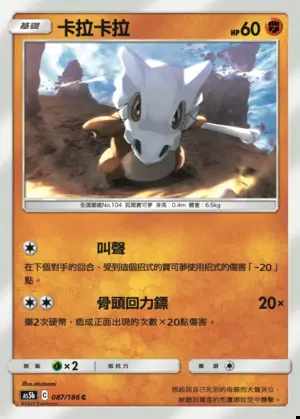 基礎 卡拉卡拉 HP60
全國圖鑑No.104 孤獨寶可夢 身高：0.4m 體重：6.5kg
叫聲
在下個對手的回合，受到這個招式的寶可夢使用招式的傷害「-20」
點。
骨頭回力鏢 20×
擲2次硬幣，造成正面出現的次數×20點傷害。
Illus.otumami
弱點 ×2 抵抗力 撤退
AS5b C 087/186 C